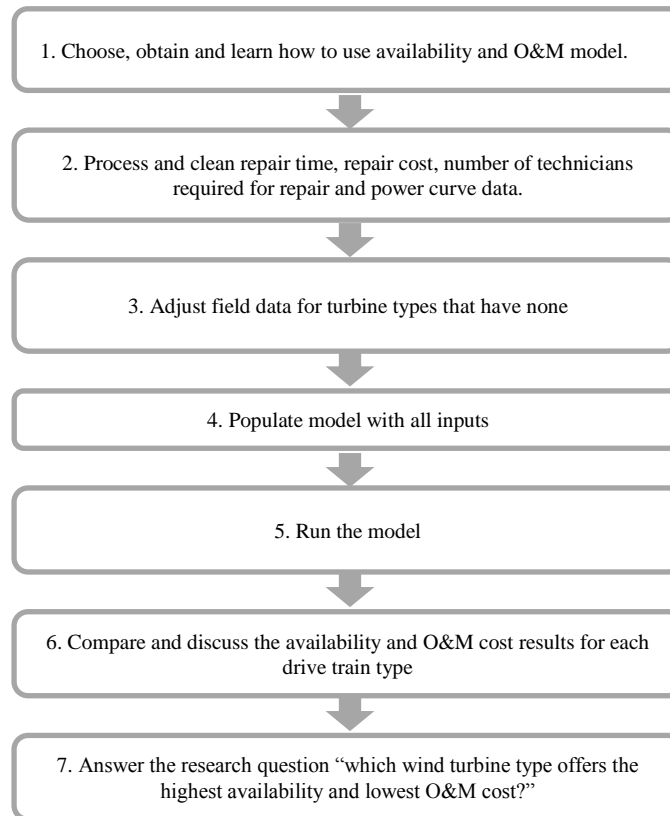 1. Choose, obtain and learn how to use availability and O&M model.
2. Process and clean repair time, repair cost, number of technicians
required for repair and power curve data.
3. Adjust field data for turbine types that have none
4. Populate model with all inputs
5. Run the model
6. Compare and discuss the availability and O&M cost results for each
drive train type
7. Answer the research question “which wind turbine type offers the
highest availability and lowest O&M cost?”